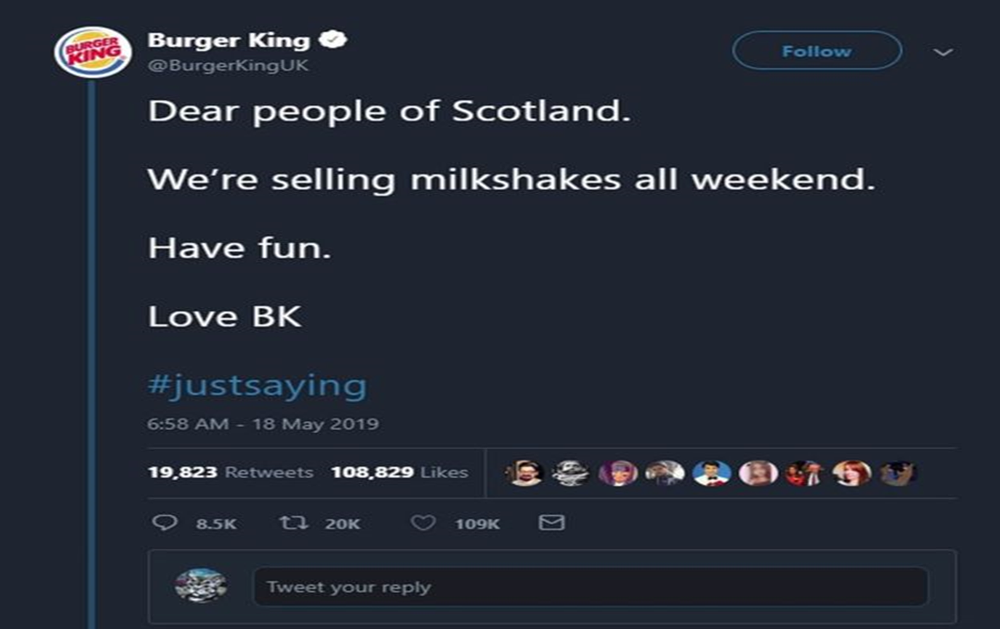 BURGER
KING
Burger King
@BurgerKingUK
Follow
Dear people of Scotland.
We’re selling milkshakes all weekend.
Have fun.
Love BK
#justsaying
6:58 AM - 18 May 2019
19,823 Retweets 108,829 Likes
8.5K 20K 109K
Tweet your reply